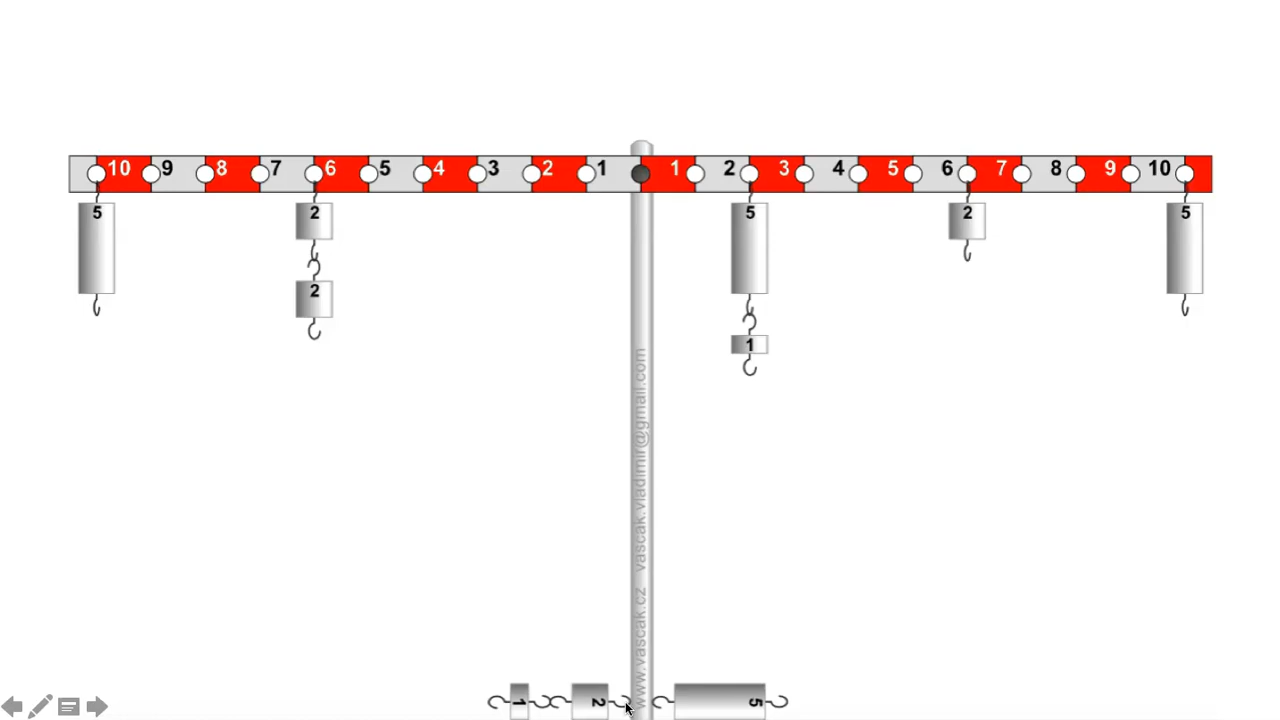 10 9 8 7 6 5 4 3 2 1 1 2 3 4 5 6 7 8 9 10
5 2 5 2 5
2
1
www.vascak.cz vascak.vladimir@gmail.com
1 2 5